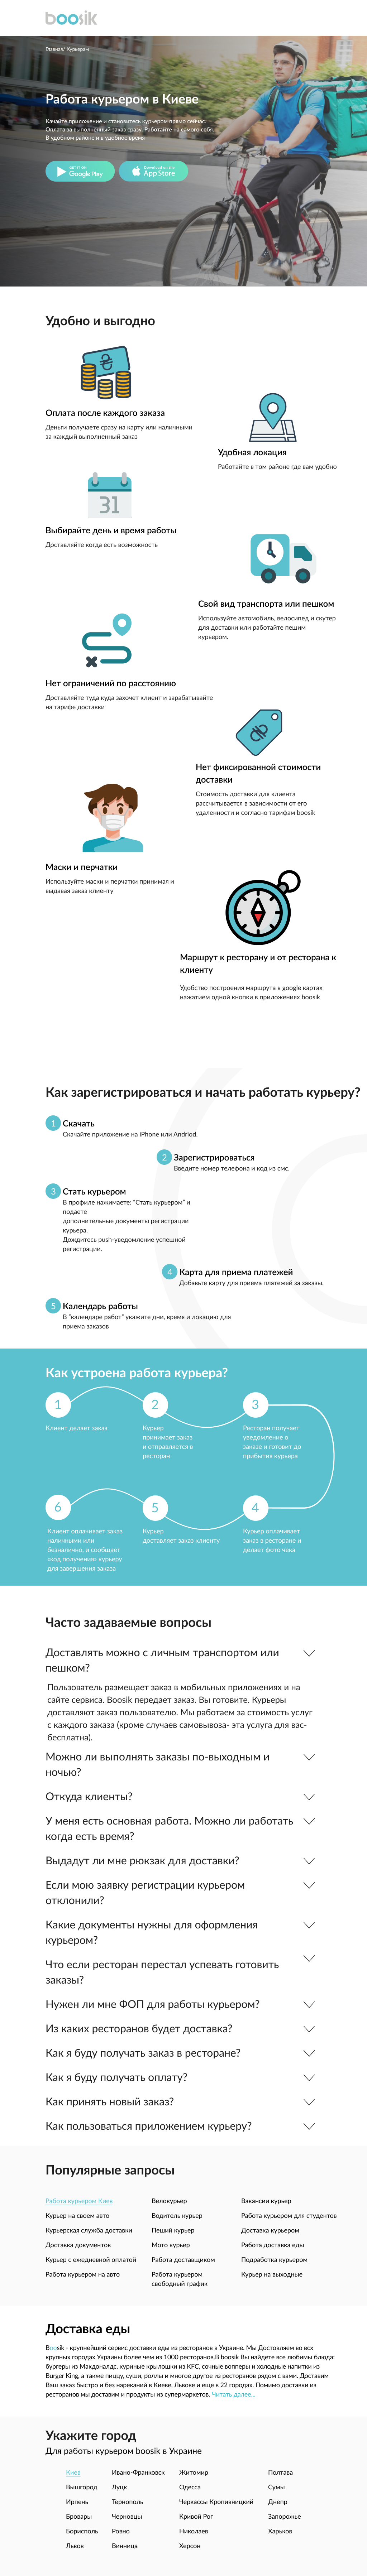 boosik
Главная/ Курьерам
Работа курьером в Киеве
Качайте приложение и становитесь курьером прямо сейчас.
Оплата за выполненный заказ сразу. Работайте на самого себя.
В удобном районе и в удобное время
GET IT ON
Google Play
Download on the
App Store
Удобно и выгодно
Оплата после каждого заказа
Деньги получаете сразу на карту или наличными
за каждый выполненный заказ
Удобная локация
Работайте в том районе где вам удобно
31
Выбирайте день и время работы
Доставляйте когда есть возможность
Свой вид транспорта или пешком
Используйте автомобиль, велосипед и скутер
для доставки или работайте пешим
курьером.
Нет ограничений по расстоянию
Доставляйте туда куда захочет клиент и зарабатывайте
на тарифе доставки
Нет фиксированной стоимости
доставки
Стоимость доставки для клиента
рассчитывается в зависимости от его
удаленности и согласно тарифам boosik
Маски и перчатки
Используйте маски и перчатки принимая и
выдавая заказ клиенту
Маршрут к ресторану и от ресторана к
клиенту
Удобство построения маршрута в google картах
нажатием одной кнопки в приложениях boosik
Как зарегистрироваться и начать работать курьеру?
1 Скачать
Скачайте приложение на iPhone или Andriod.
2 Зарегистрироваться
Введите номер телефона и код из смс.
3 Стать курьером
В профиле нажимаете: "Стать курьером" и
подаете
дополнительные документы регистрации
курьера.
Дождитесь push-уведомление успешной
регистрации.
4 Карта для приема платежей
Добавьте карту для приема платежей за заказы.
5 Календарь работы
В "календаре работ" укажите дни, время и локацию для
приема заказов
Как устроена работа курьера?
1
Клиент делает заказ
2
Курьер
принимает заказ
и отправляется в
ресторан
3
Ресторан получает
уведомление о
заказе и готовит до
прибытия курьера
6
Клиент оплачивает заказ
наличными или
безналично, и сообщает
«код получения» курьеру
для завершения заказа
5
Курьер
доставляет заказ клиенту
4
Курьер оплачивает
заказ в ресторане и
делает фото чека
Часто задаваемые вопросы
Доставлять можно с личным транспортом или
пешком?
Пользователь размещает заказ в мобильных приложениях и на
сайте сервиса. Boosik передает заказ. Вы готовите. Курьеры
доставляют заказ пользователю. Мы работаем за стоимость услуг
с каждого заказа (кроме случаев самовывоза- эта услуга для вас-
бесплатна).
Можно ли выполнять заказы по-выходным и
ночью?
Откуда клиенты?
У меня есть основная работа. Можно ли работать
когда есть время?
Выдадут ли мне рюкзак для доставки?
Если мою заявку регистрации курьером
отклонили?
Какие документы нужны для оформления
курьером?
Что если ресторан перестал успевать готовить
заказы?
Нужен ли мне ФОП для работы курьером?
Из каких ресторанов будет доставка?
Как я буду получать заказ в ресторане?
Как я буду получать оплату?
Как принять новый заказ?
Как пользоваться приложением курьеру?
Популярные запросы
Работа курьером Киев
Курьер на своем авто
Курьерская служба доставки
Доставка документов
Курьер с ежедневной оплатой
Работа курьером на авто
Велокурьер
Водитель курьер
Пеший курьер
Мото курьер
Работа доставщиком
Работа курьером
свободный график
Вакансии курьер
Работа курьером для студентов
Доставка курьером
Работа доставка еды
Подработка курьером
Курьер на выходные
Доставка еды
Boosik - крупнейший сервис доставки еды из ресторанов в Украине. Мы Достовляем во всх
крупных городах Украины более чем из 1000 ресторанов.В boosik Вы найдете все любимы блюда:
бургеры из Макдоналдс, куриные крылошки из KFC, сочные вопперы и холодные напитки из
Burger King, а также пиццу, суши, роллы и многое другое из ресторанов рядом с вами. Доставим
Ваш заказ быстро и без нареканий в Киеве, Львове и еще в 22 городах. Помимо доставки из
ресторанов мы доставим и продукты из супермаркетов. Читать далее...
Укажите город
Для работы курьером boosik в Украине
Киев
Вышгород
Ирпень
Бровары
Борисполь
Львов
Ивано-Франковск
Луцк
Тернополь
Черновцы
Ровно
Винница
Житомир
Одесса
Черкассы Кропивницкий
Кривой Рог
Николаев
Херсон
Полтава
Сумы
Днепр
Запорожье
Харьков